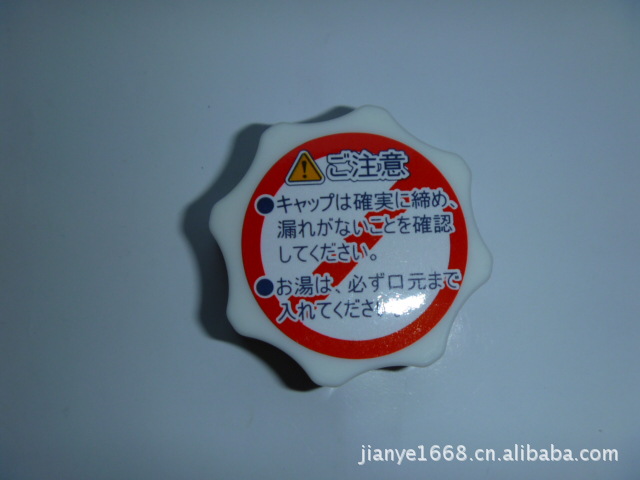 ご注意
●キャップは確実に締め、
漏れがないことを確認
してください。
●お湯は、必ず口元まで
入れてください。
jianye1668.cn.alibaba.com